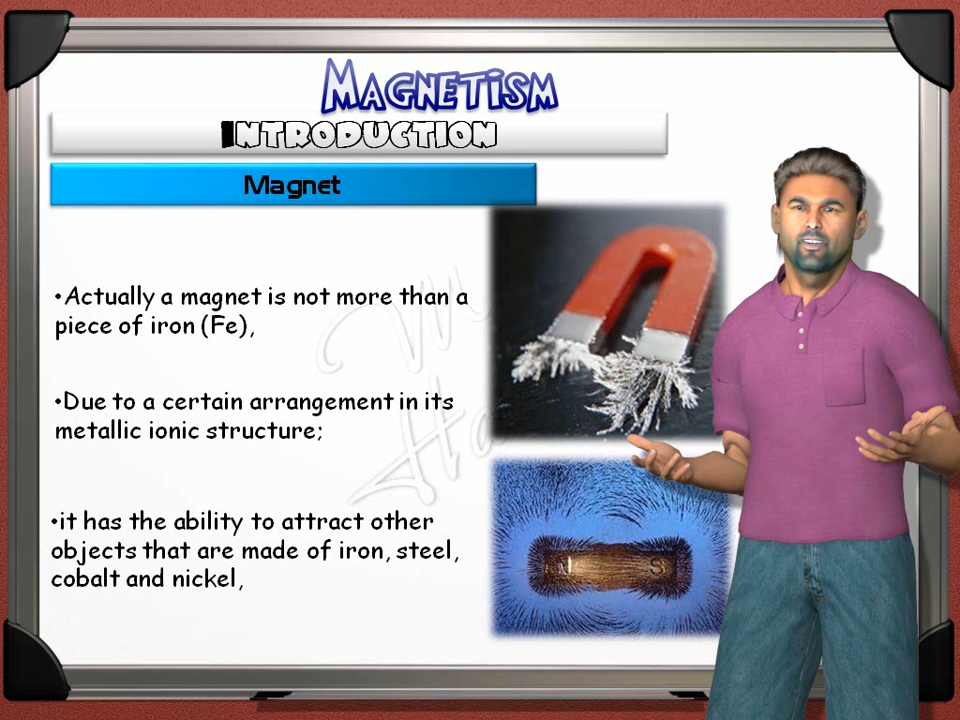 Magnetism
Introduction
Magnet
•Actually a magnet is not more than a
piece of iron (Fe),
•Due to a certain arrangement in its
metallic ionic structure;
•it has the ability to attract other
objects that are made of iron, steel,
cobalt and nickel,
N S